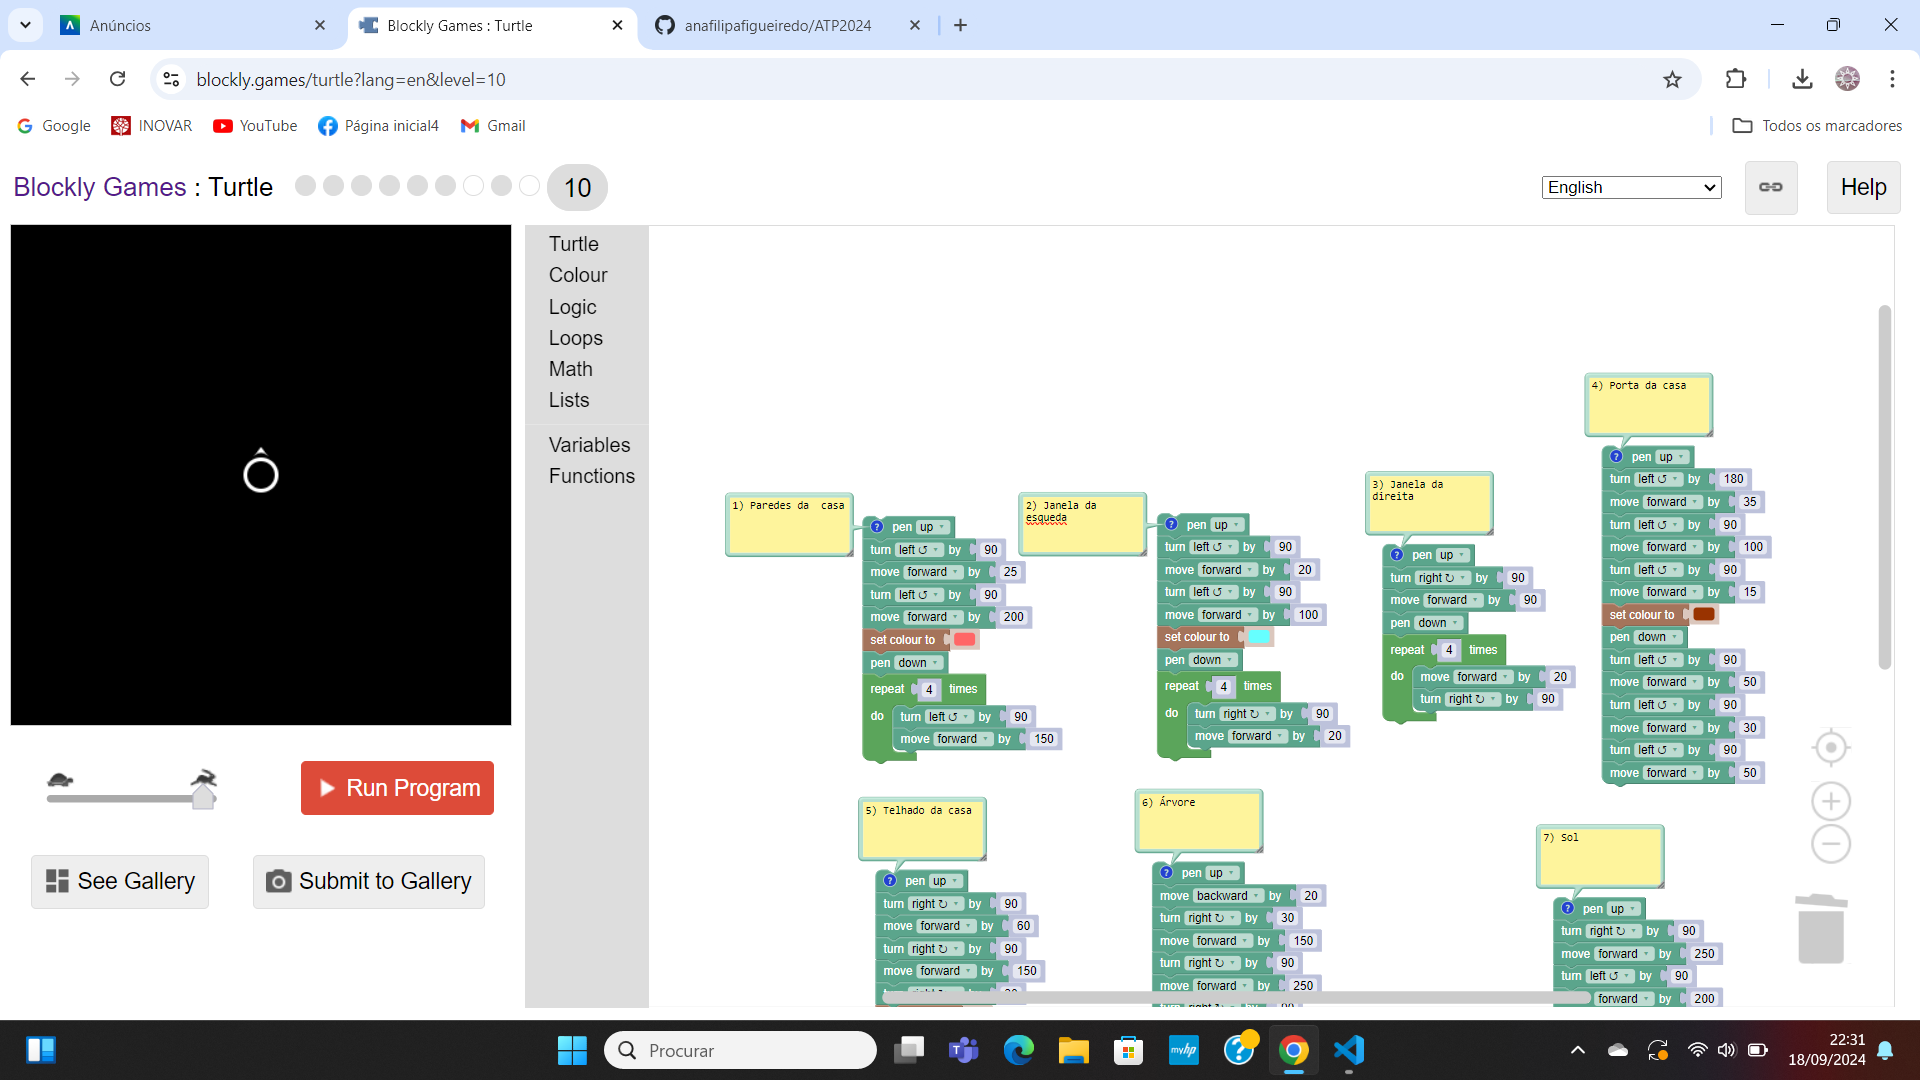 Anúncios
Blockly Games : Turtle
anafilipafigueiredo/ATP2024
blockly.games/turtle?lang=en&level=10
Google
INOVAR
YouTube
Página inicial4
Gmail
Todos os marcadores
Blockly Games : Turtle
10
English
Help
Turtle
Colour
Logic
Loops
Math
Lists
Variables
Functions
Run Program
See Gallery
Submit to Gallery
1) Paredes da  casa
? pen up
turn left ↺ by 90
move forward by 25
turn left ↺ by 90
move forward by 200
set colour to
pen down
repeat 4 times
do turn left ↺ by 90
move forward by 150
2) Janela da
esqueda
? pen up
turn left ↺ by 90
move forward by 20
turn left ↺ by 90
move forward by 100
set colour to
pen down
repeat 4 times
do turn right ↻ by 90
move forward by 20
3) Janela da
direita
? pen up
turn right ↻ by 90
move forward by 90
pen down
repeat 4 times
do move forward by 20
turn right ↻ by 90
4) Porta da casa
? pen up
turn left ↺ by 180
move forward by 35
turn left ↺ by 90
move forward by 100
turn left ↺ by 90
move forward by 15
set colour to
pen down
turn left ↺ by 90
move forward by 50
turn left ↺ by 90
move forward by 30
turn left ↺ by 90
move forward by 50
5) Telhado da casa
? pen up
turn right ↻ by 90
move forward by 60
turn right ↻ by 90
move forward by 150
6) Árvore
? pen up
move backward by 20
turn right ↻ by 30
move forward by 150
turn right ↻ by 90
move forward by 250
7) Sol
? pen up
turn right ↻ by 90
move forward by 250
turn left ↺ by 90
forward by 200
Procurar
myhp
22:31
18/09/2024